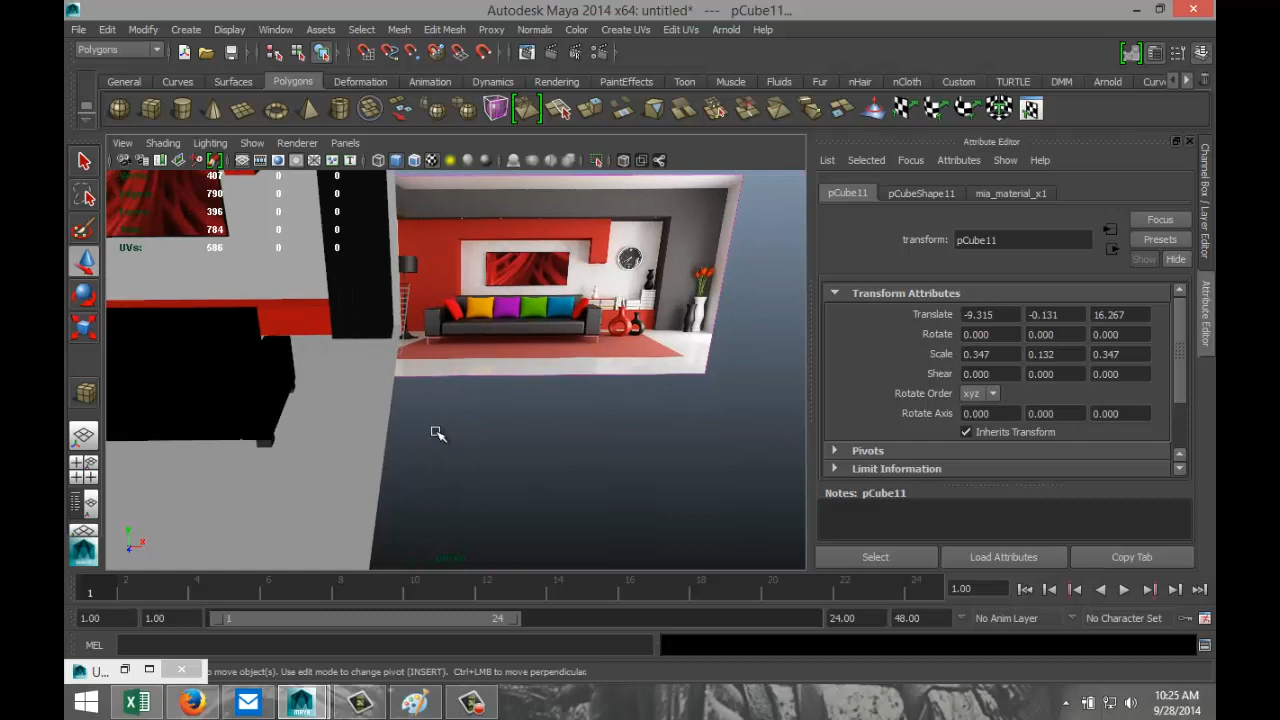 Autodesk Maya 2014 x64: untitled* --- pCube11...
File Edit Modify Create Display Window Assets Select Mesh Edit Mesh Proxy Normals Color Create UVs Edit UVs Arnold Help
Polygons
General Curves Surfaces Polygons Deformation Animation Dynamics Rendering PaintEffects Toon Muscle Fluids Fur nHair nCloth Custom TURTLE DMM Arnold Curv
View Shading Lighting Show Renderer Panels
407 0 0
790 0 0
396 0 0
784 0 0
UVs: 586 0 0
Attribute Editor
List Selected Focus Attributes Show Help
pCube11 pCubeShape11 mia_material_x1
Focus
transform: pCube11
Presets
Show Hide
Transform Attributes
Translate -9.315 -0.131 16.267
Rotate 0.000 0.000 0.000
Scale 0.347 0.132 0.347
Shear 0.000 0.000 0.000
Rotate Order xyz
Rotate Axis 0.000 0.000 0.000
Inherits Transform
Pivots
Limit Information
Notes: pCube11
Select Load Attributes Copy Tab
Channel Box / Layer Editor
Attribute Editor
y
x
z
2 4 6 8 10 12 14 16 18 20 22 24
1
1.00
1.00 1.00 1 24 24.00 48.00 No Anim Layer No Character Set
MEL
U... to move object(s). Use edit mode to change pivot (INSERT). Ctrl+LMB to move perpendicular.
10:25 AM
9/28/2014